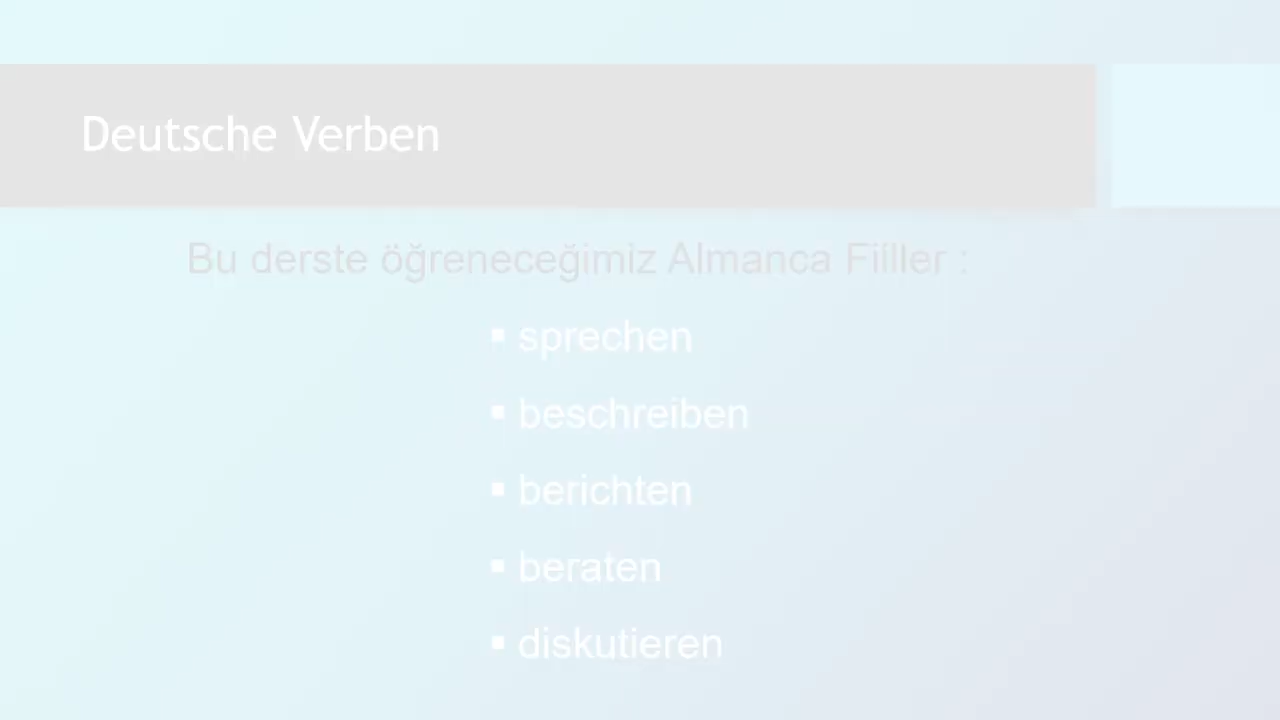 Deutsche Verben
Bu derste öğreneceğimiz Almanca Fiiller :
▪ sprechen
▪ beschreiben
▪ berichten
▪ beraten
▪ diskutieren